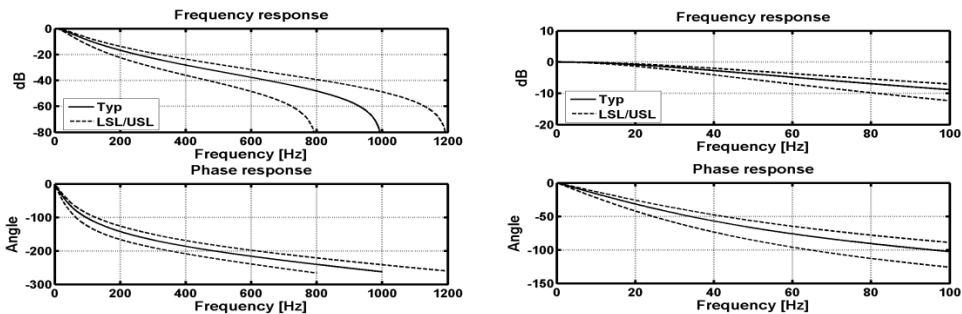 Frequency response
0
-20
-40
-60
-80
dB
Typ
LSL/USL
0 200 400 600 800 1000 1200
Frequency [Hz]
Phase response
0
-100
-200
-300
Angle
0 200 400 600 800 1000 1200
Frequency [Hz]
Frequency response
10
0
-10
-20
dB
Typ
LSL/USL
0 20 40 60 80 100
Frequency [Hz]
Phase response
0
-50
-100
-150
Angle
0 20 40 60 80 100
Frequency [Hz]